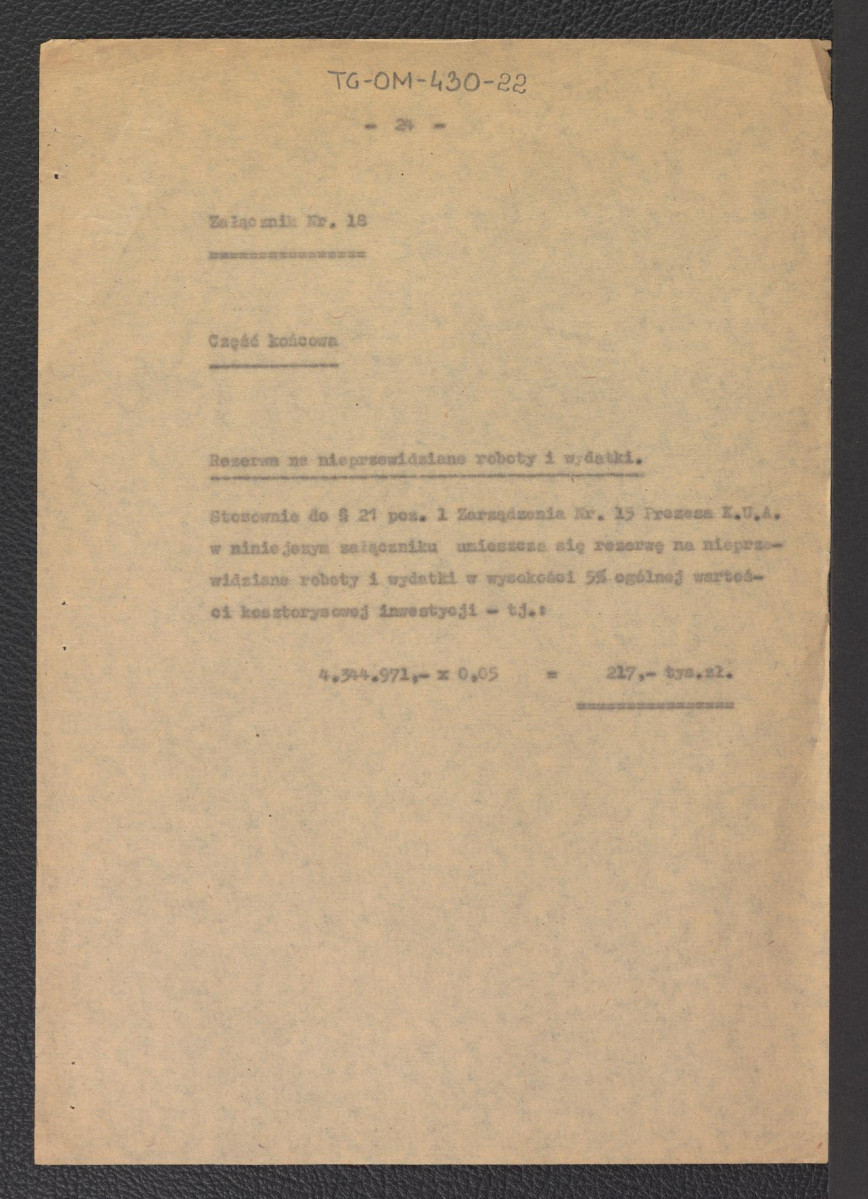 TG-OM-430-22
- 24 -
Załącznik Nr. 18
================
Część końcowa
Rezerwa na nieprzewidziane roboty i wydatki.
Stosownie do § 21 poz. 1 Zarządzenia Nr. 15 Prezesa K.U.A.
w niniejszym załączniku umieszcza się rezerwę na nieprze-
widziane roboty i wydatki w wysokości 5% ogólnej wartoś-
ci kosztorysowej inwestycji - tj.:
4.344.971,- x 0,05 = 217,- tys.zł.
================